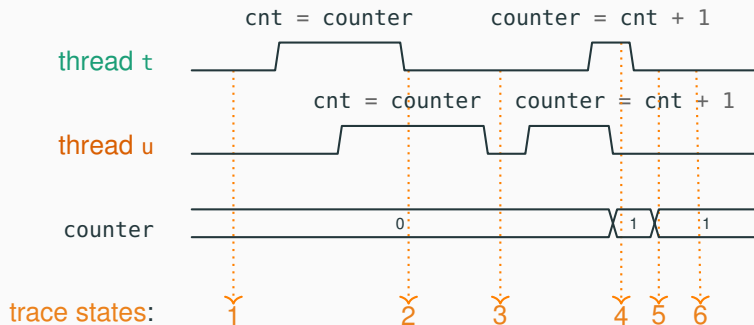 cnt = counter counter = cnt + 1
thread t
cnt = counter counter = cnt + 1
thread u
counter 0 1 1
trace states: 1 2 3 4 5 6